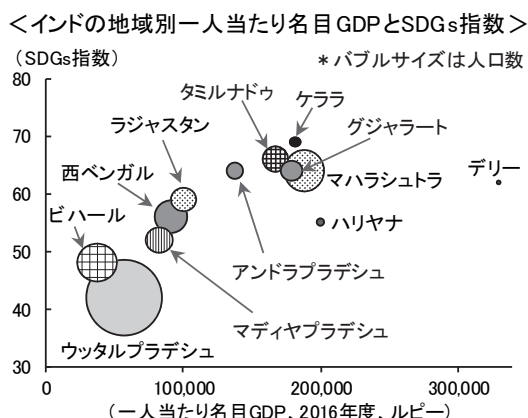 ＜インドの地域別一人当たり名目GDPとSDGs指数＞
（SDGs指数）
＊バブルサイズは人口数
80
70
60
50
40
30
タミルナドゥ
ケララ
ラジャスタン
グジャラート
西ベンガル
デリー
マハラシュトラ
ビハール
ハリヤナ
アンドラプラデシュ
マディヤプラデシュ
ウッタルプラデシュ
0
100,000
200,000
300,000
（一人当たり名目GDP、2016年度、ルピー）